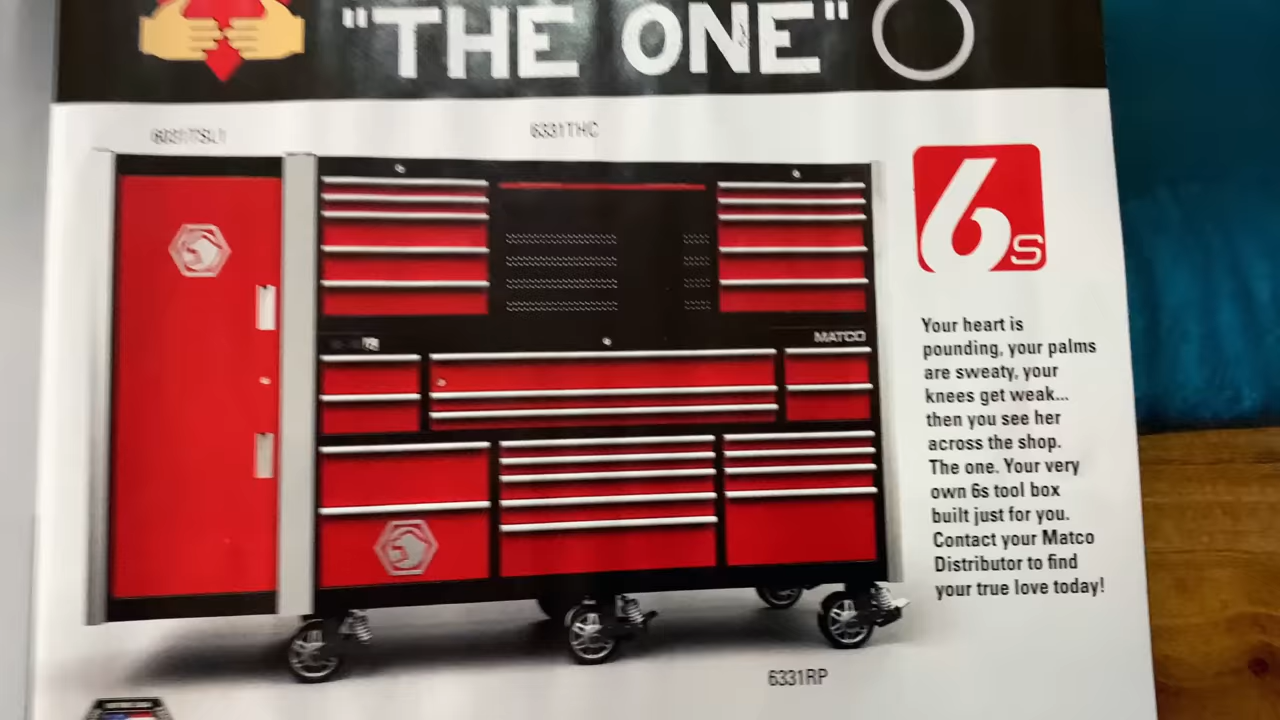 "THE ONE"
6331THC
6s
MATCO
Your heart is
pounding, your palms
are sweaty, your
knees get weak...
then you see her
across the shop.
The one. Your very
own 6s tool box
built just for you.
Contact your Matco
Distributor to find
your true love today!
6331RP